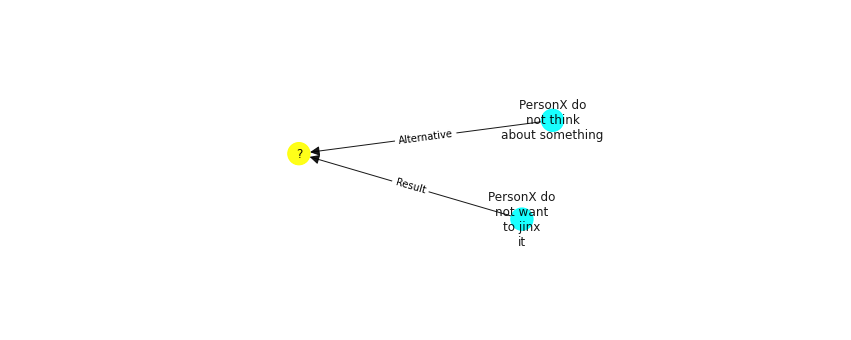 PersonX do
not think
about something
Alternative
?
Result
PersonX do
not want
to jinx
it